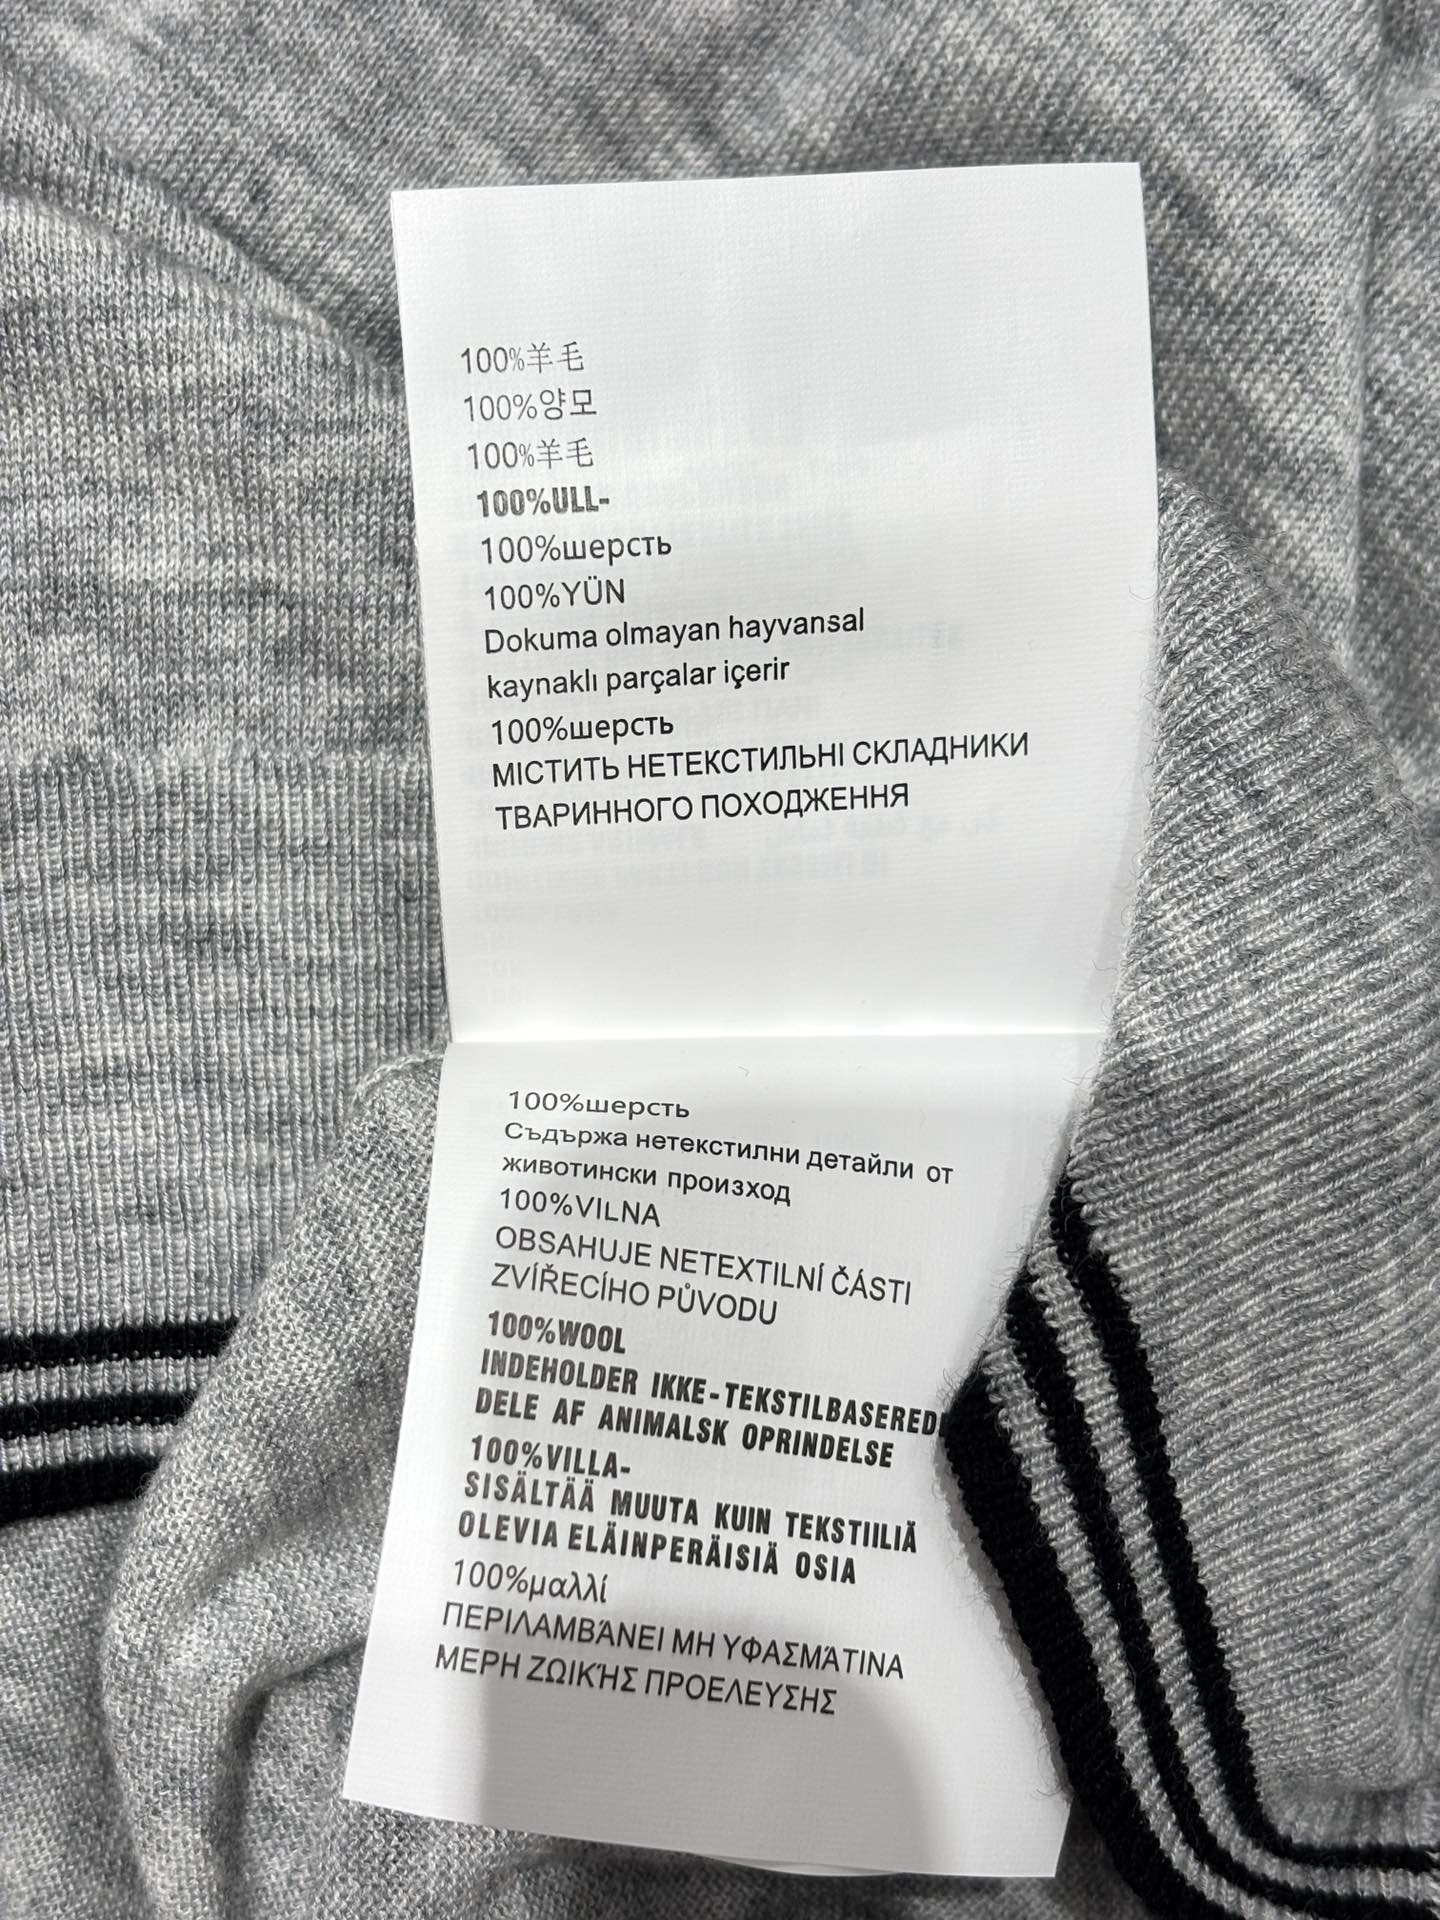 100%羊毛
100%양모
100%羊毛
100%ULL-
100%шерсть
100%YÜN
Dokuma olmayan hayvansal
kaynaklı parçalar içerir
100%шерсть
МІСТИТЬ НЕТЕКСТИЛЬНІ СКЛАДНИКИ
ТВАРИННОГО ПОХОДЖЕННЯ
100%шерсть
Съдържа нетекстилни детайли от
животински произход
100%VILNA
OBSAHUJE NETEXTILNÍ ČÁSTI
ZVÍŘECÍHO PŮVODU
100%WOOL
INDEHOLDER IKKE-TEKSTILBASEREDE
DELE AF ANIMALSK OPRINDELSE
100%VILLA-
SISÄLTÄÄ MUUTA KUIN TEKSTIILIÄ
OLEVIA ELÄINPERÄISIÄ OSIA
100%μαλλί
ΠΕΡΙΛΑΜΒΆΝΕΙ ΜΗ ΥΦΑΣΜΆΤΙΝΑ
ΜΕΡΗ ΖΩΙΚΉΣ ΠΡΟΕΛΕΥΣΗΣ